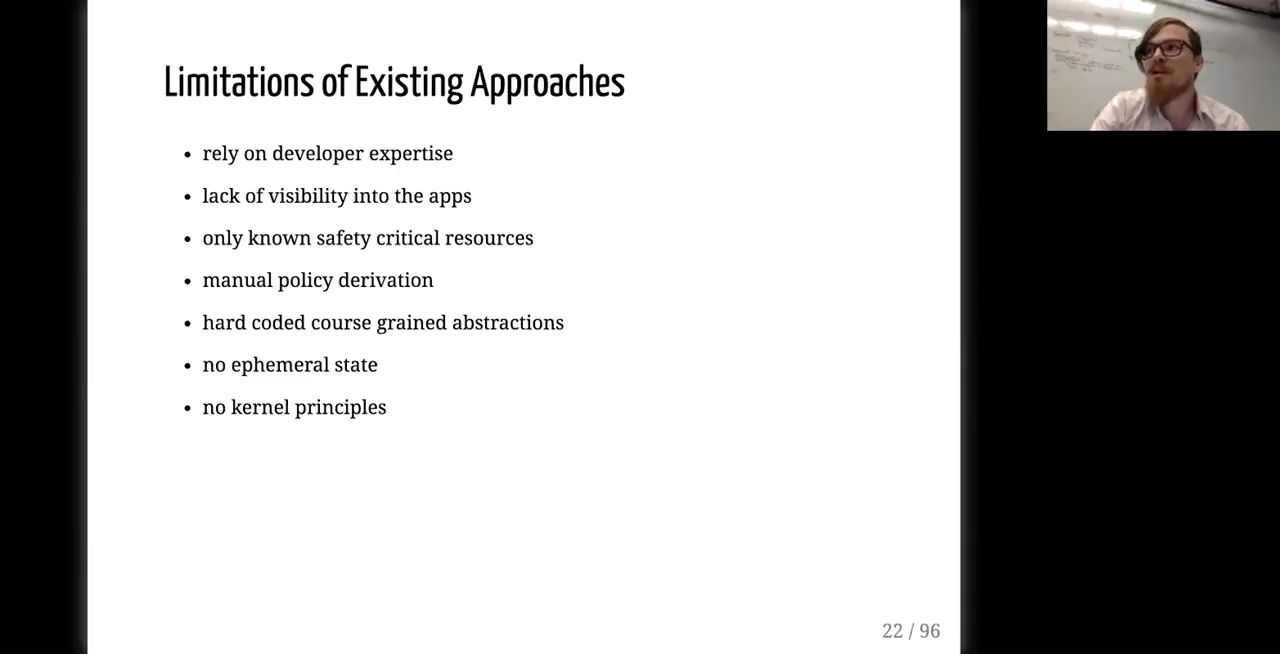 Limitations of Existing Approaches
• rely on developer expertise
• lack of visibility into the apps
• only known safety critical resources
• manual policy derivation
• hard coded course grained abstractions
• no ephemeral state
• no kernel principles
22 / 96